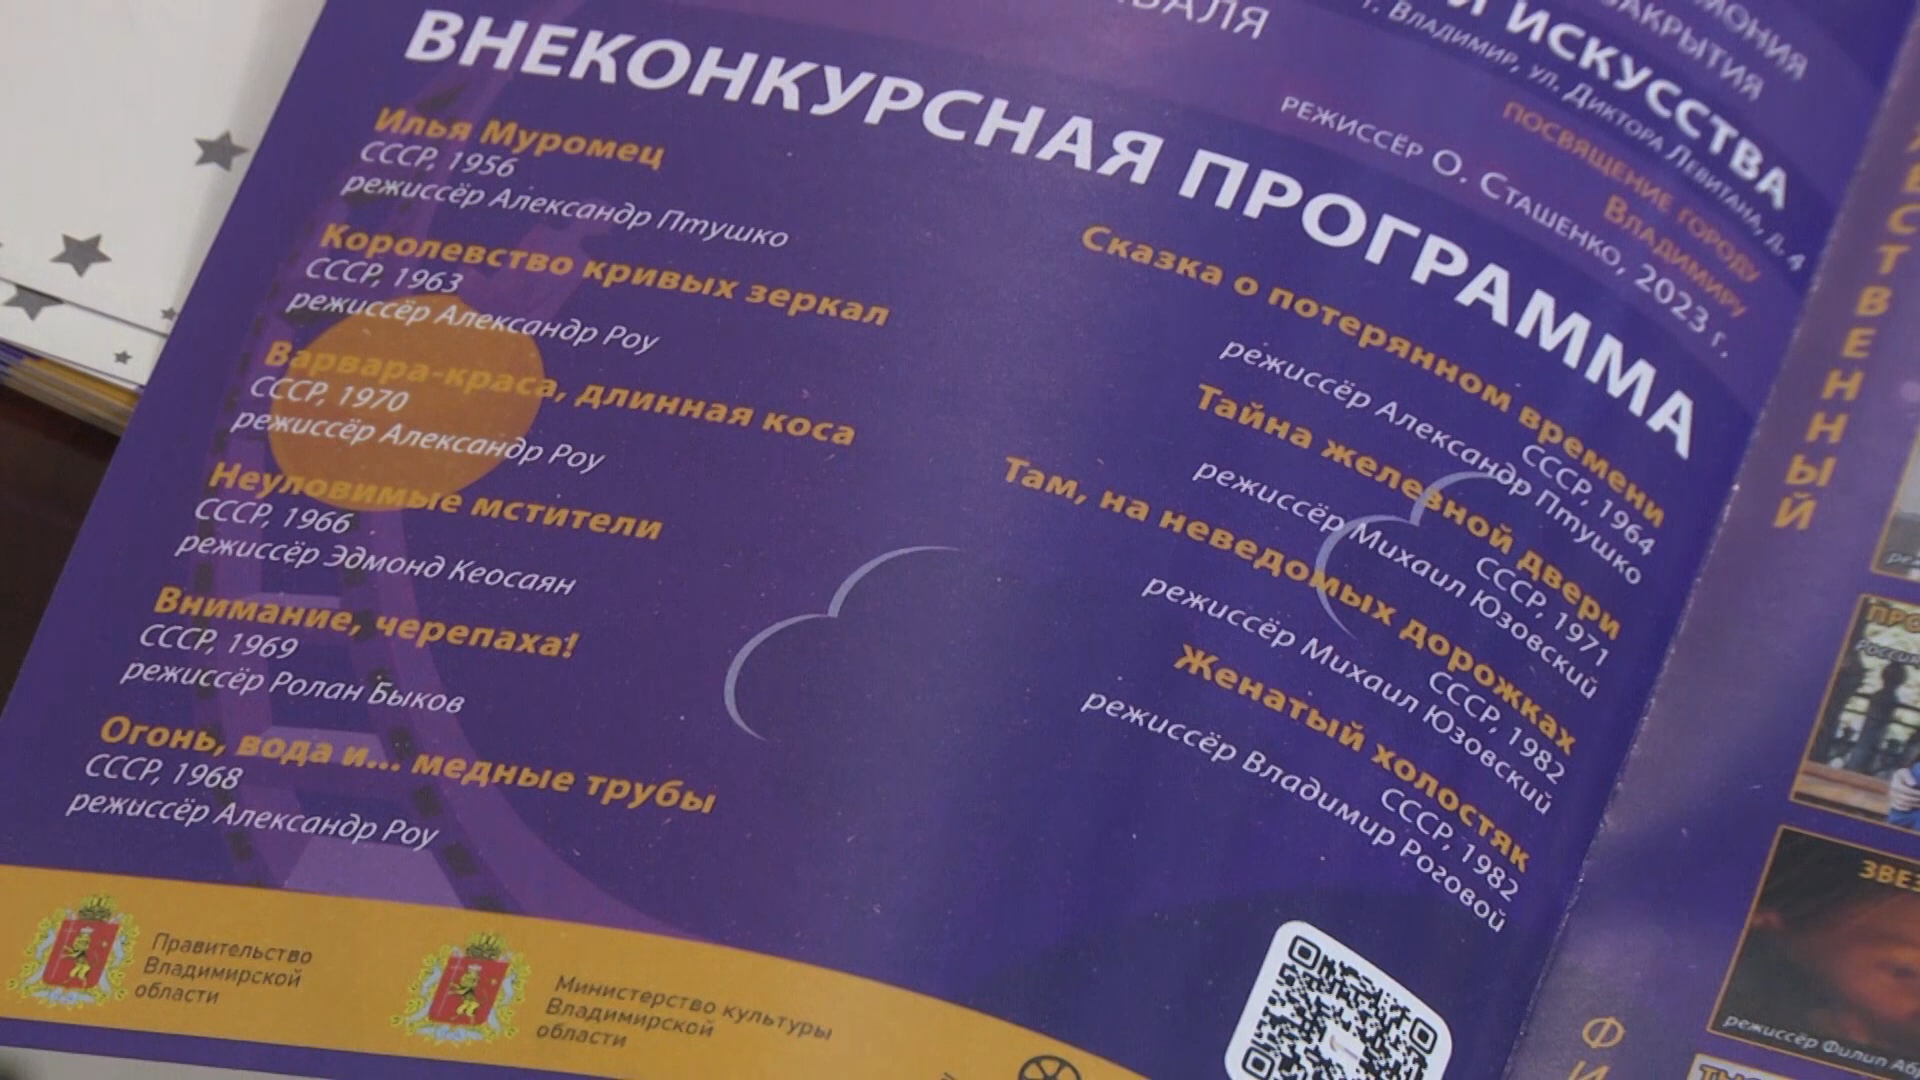 ИСКУССТВА
г. Владимир, ул. Диктора Левитана, д. 4
ЗАКРЫТИЯ
ПОСВЯЩЕНИЕ ГОРОДУ
ВЛАДИМИРУ
РЕЖИССЁР О. СТАШЕНКО, 2023 г.
ВНЕКОНКУРСНАЯ ПРОГРАММА
Илья Муромец
СССР, 1956
режиссёр Александр Птушко
Королевство кривых зеркал
СССР, 1963
режиссёр Александр Роу
Варвара-краса, длинная коса
СССР, 1970
режиссёр Александр Роу
Неуловимые мстители
СССР, 1966
режиссёр Эдмонд Кеосаян
Внимание, черепаха!
СССР, 1969
режиссёр Ролан Быков
Огонь, вода и... медные трубы
СССР, 1968
режиссёр Александр Роу
Сказка о потерянном времени
СССР, 1964
режиссёр Александр Птушко
Тайна железной двери
СССР, 1971
режиссёр Михаил Юзовский
Там, на неведомых дорожках
СССР, 1982
режиссёр Михаил Юзовский
Женатый холостяк
СССР, 1982
режиссёр Владимир Роговой
Правительство
Владимирской
области
Министерство культуры
Владимирской
области
режиссёр Филип